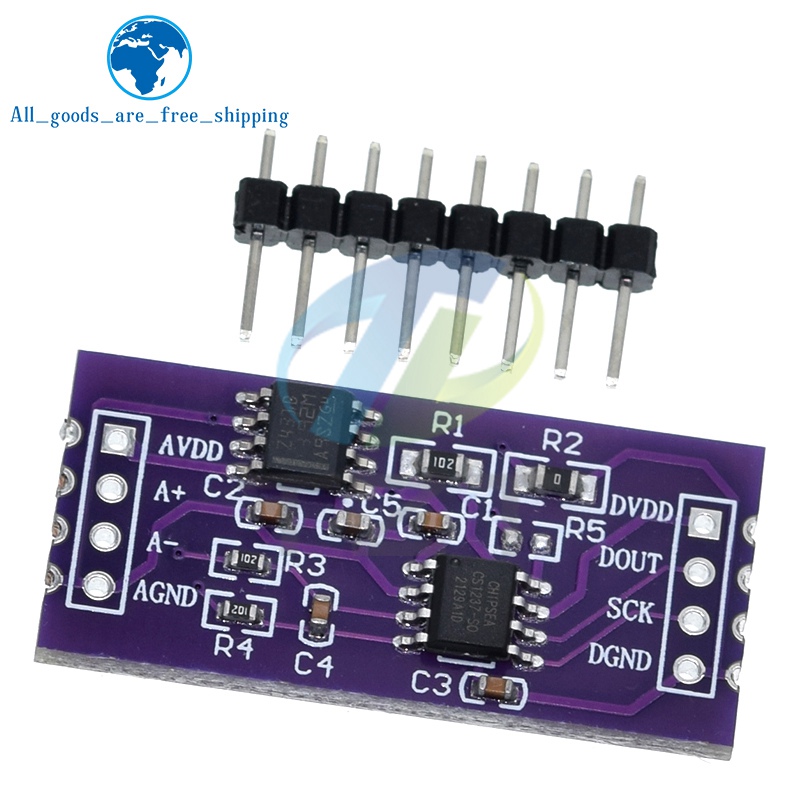 All_goods_are_free_shipping
AVDD
A+
A-
AGND
C2
R1
102
R2
0
C5
C1
R5
DVDD
DOUT
SCK
DGND
102
R3
201
R4
C4
C3
CHIPSEA
CS1237-SO
2129A1D